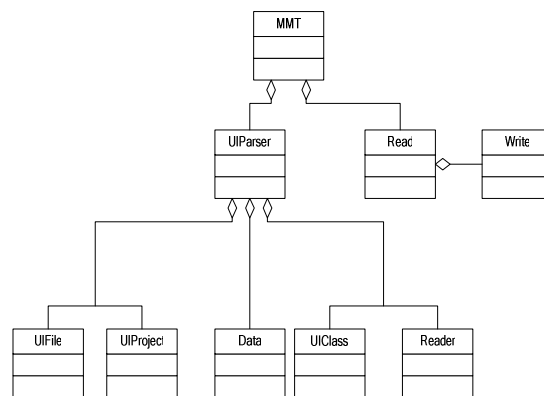 MMT
UIParser
Read
Write
UIFile
UIProject
Data
UIClass
Reader